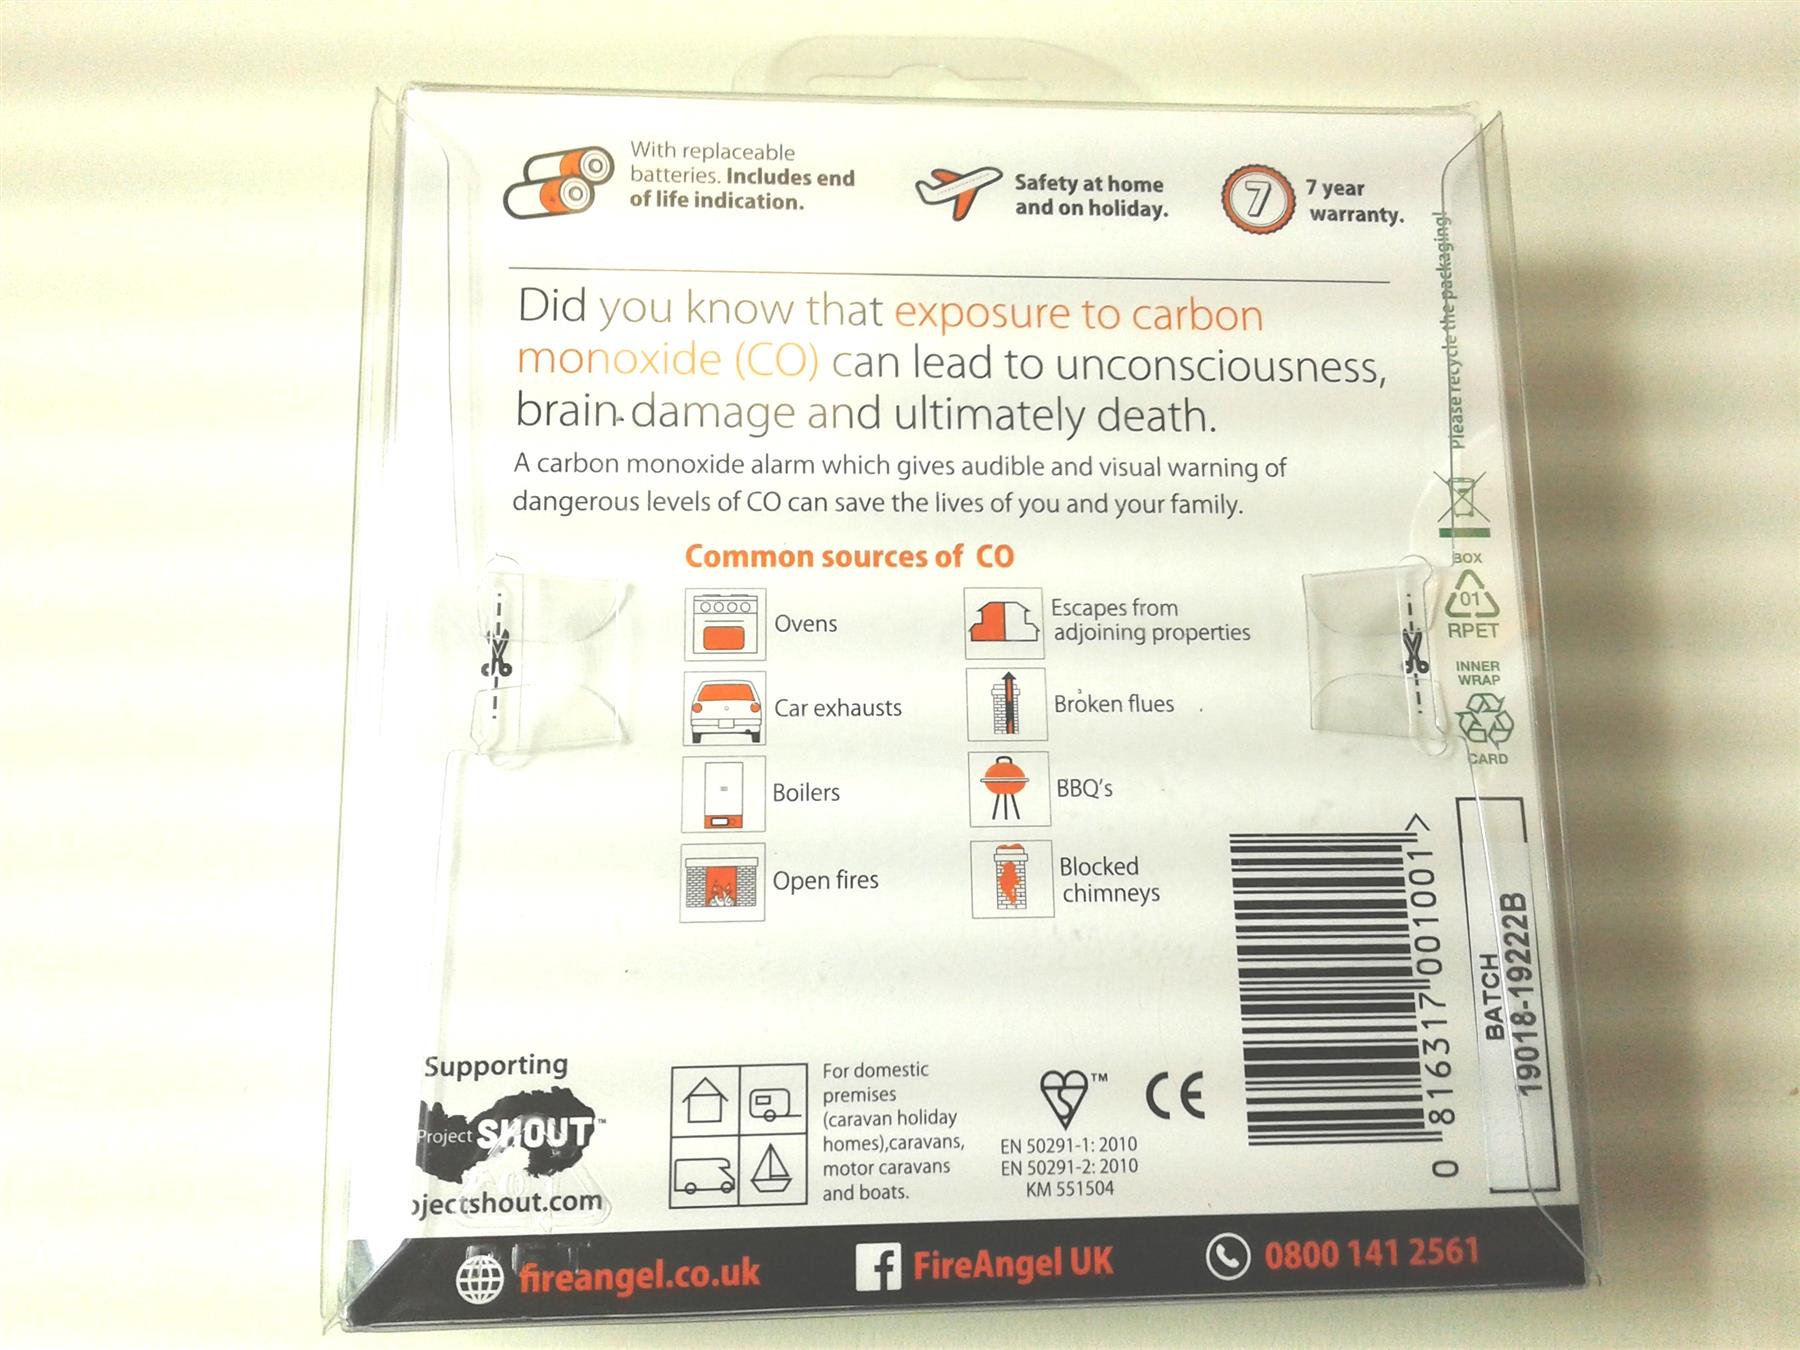 With replaceable
batteries. Includes end
of life indication.
Safety at home
and on holiday.
7
7 year
warranty.
Please recycle the packaging!
Did you know that exposure to carbon
monoxide (CO) can lead to unconsciousness,
brain damage and ultimately death.
A carbon monoxide alarm which gives audible and visual warning of
dangerous levels of CO can save the lives of you and your family.
Common sources of CO
Ovens
Car exhausts
Boilers
Open fires
Escapes from
adjoining properties
Broken flues
BBQ's
Blocked
chimneys
BOX
01
RPET
INNER
WRAP
CARD
0 816317 001001 >
BATCH
19018-19222B
Supporting
Project SHOUT™
ojectshout.com
For domestic
premises
(caravan holiday
homes),caravans,
motor caravans
and boats.
™
CE
EN 50291-1: 2010
EN 50291-2: 2010
KM 551504
fireangel.co.uk
f FireAngel UK
0800 141 2561